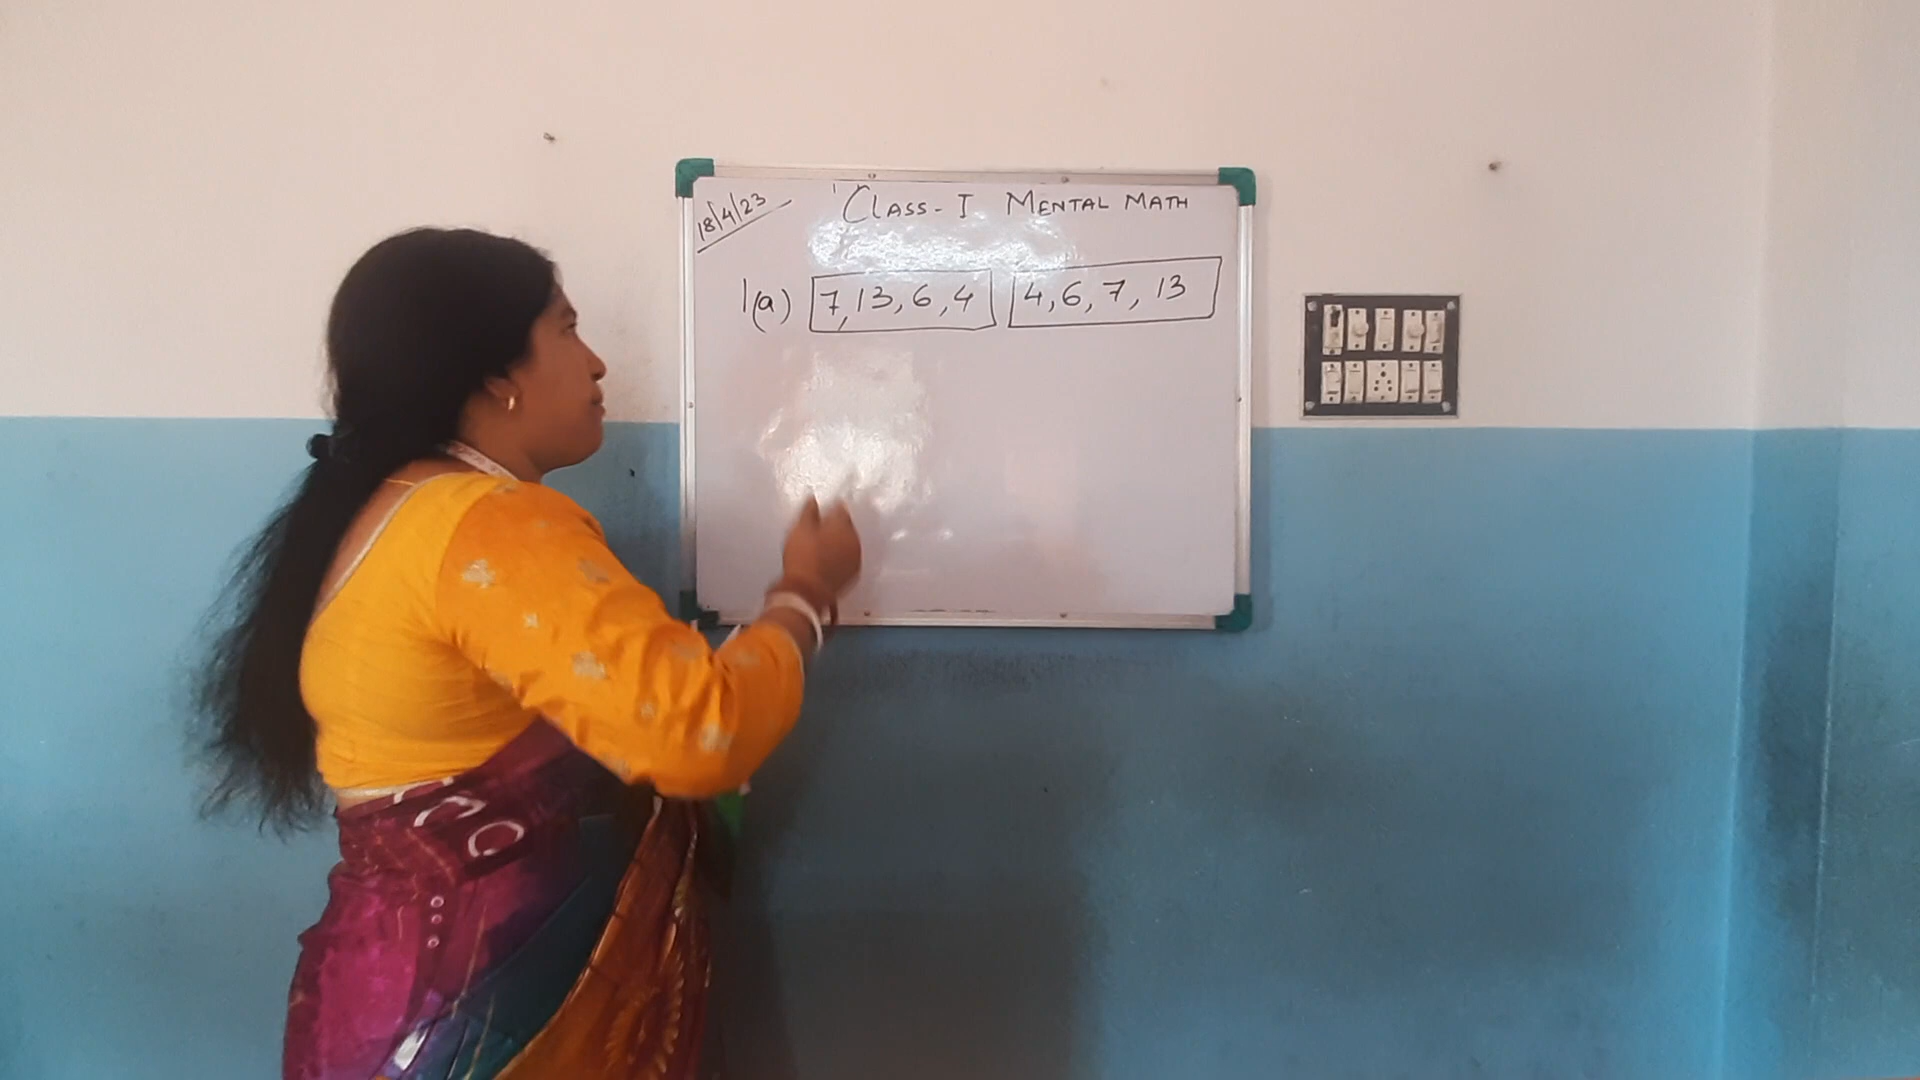 18/4/23
CLASS - I MENTAL MATH
1(a) 7, 13, 6, 4 4, 6, 7, 13